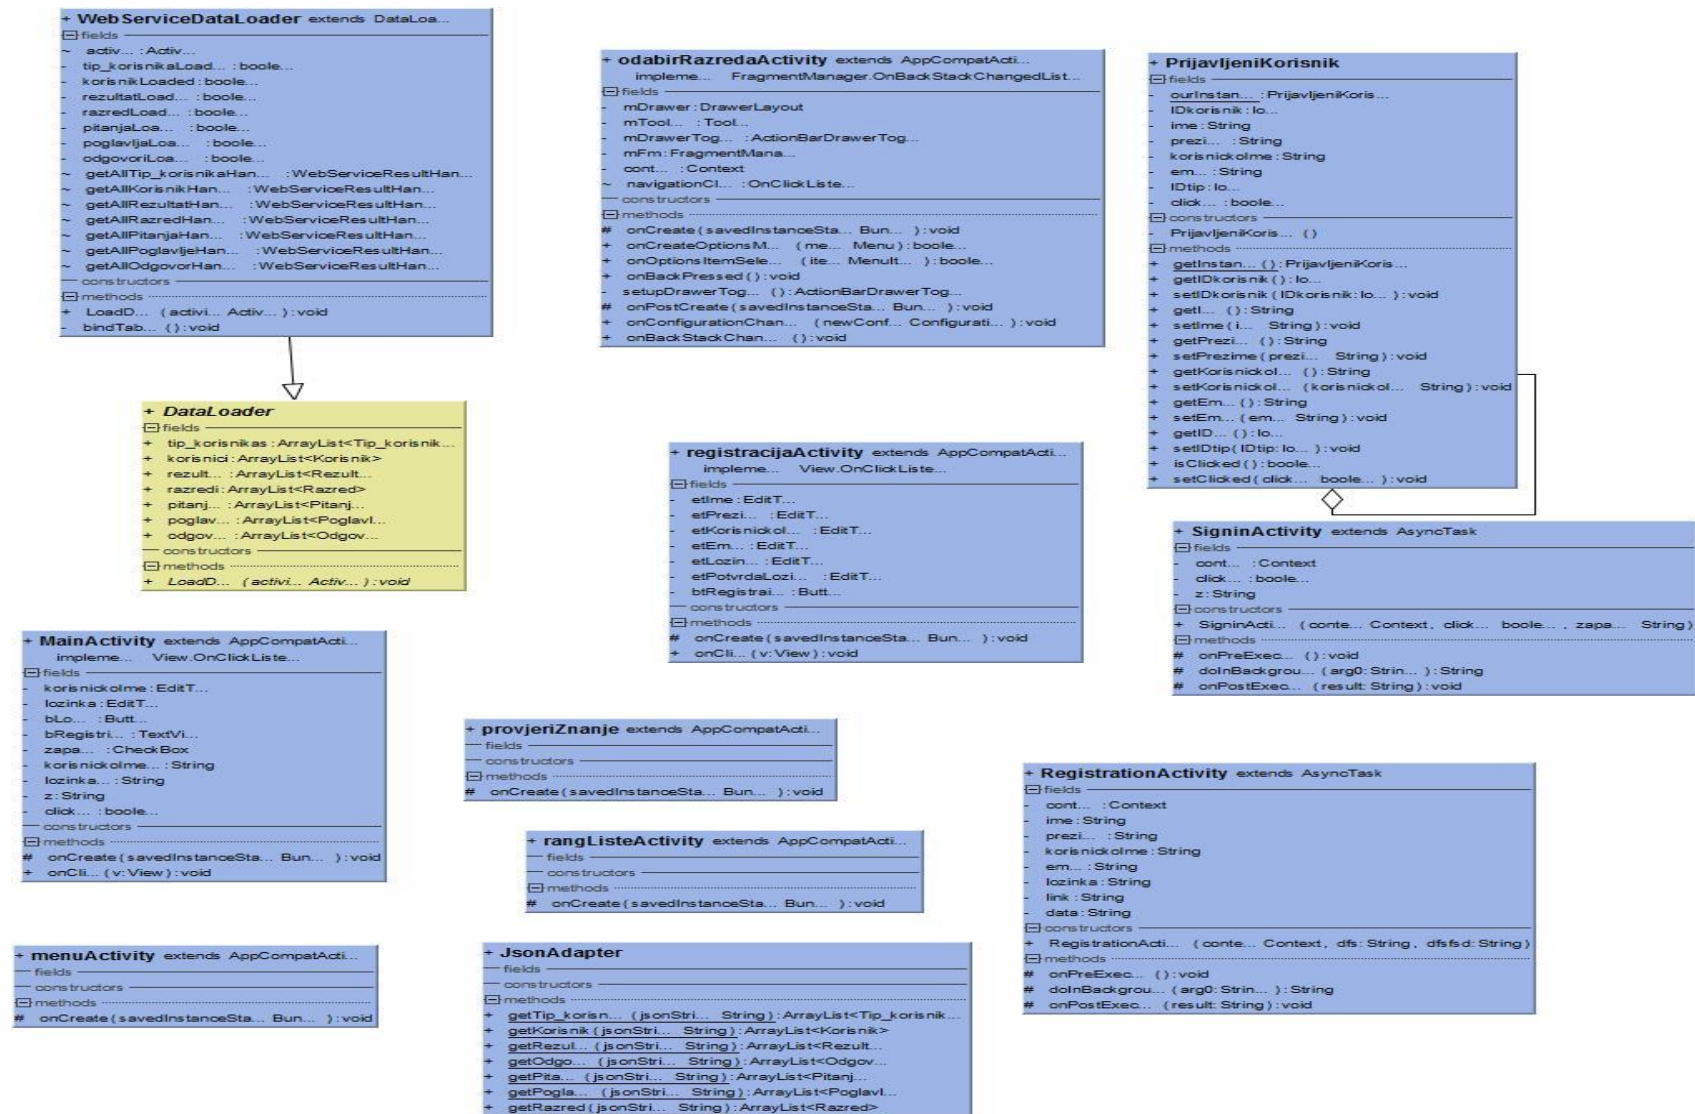 + WebServiceDataLoader extends DataLoa...
fields
~ activ... : Activ...
- tip_korisnikaLoad... : boole...
- korisnikLoaded : boole...
- rezultatLoad... : boole...
- razredLoad... : boole...
- pitanjaLoa... : boole...
- poglavljaLoa... : boole...
- odgovoriLoa... : boole...
~ getAllTip_korisnikaHan... : WebServiceResultHan...
~ getAllKorisnikHan... : WebServiceResultHan...
~ getAllRezultatHan... : WebServiceResultHan...
~ getAllRazredHan... : WebServiceResultHan...
~ getAllPitanjaHan... : WebServiceResultHan...
~ getAllPoglavljeHan... : WebServiceResultHan...
~ getAllOdgovorHan... : WebServiceResultHan...
constructors
methods
+ LoadD... (activi... Activ... ) : void
- bindTab... () : void
+ DataLoader
fields
+ tip_korisnikas : ArrayList<Tip_korisnik...
+ korisnici : ArrayList<Korisnik>
+ rezult... : ArrayList<Rezult...
+ razredi : ArrayList<Razred>
+ pitanj... : ArrayList<Pitanj...
+ poglav... : ArrayList<Poglavl...
+ odgov... : ArrayList<Odgov...
constructors
methods
+ LoadD... (activi... Activ... ) : void
+ odabirRazredaActivity extends AppCompatActi...
impleme... FragmentManager.OnBackStackChangedList...
fields
- mDrawer : DrawerLayout
- mTool... : Tool...
- mDrawerTog... : ActionBarDrawerTog...
- mFm : FragmentMana...
- cont... : Context
~ navigationCl... : OnClickListe...
constructors
methods
# onCreate (savedInstanceSta... Bun... ) : void
+ onCreateOptionsM... (me... Menu) : boole...
+ onOptionsItemSele... (ite... MenuIt... ) : boole...
+ onBackPressed () : void
- setupDrawerTog... () : ActionBarDrawerTog...
# onPostCreate (savedInstanceSta... Bun... ) : void
+ onConfigurationChan... (newConf... Configurati... ) : void
+ onBackStackChan... () : void
+ PrijavljeniKorisnik
fields
- ourInstan... : PrijavljeniKoris...
- IDkorisnik : lo...
- ime : String
- prezi... : String
- korisnickoIme : String
- em... : String
- IDtip : lo...
- click... : boole...
constructors
- PrijavljeniKoris... ()
methods
+ getInstan... () : PrijavljeniKoris...
+ getIDkorisnik () : lo...
+ setIDkorisnik (IDkorisnik: lo... ) : void
+ getI... () : String
+ setIme (i... String) : void
+ getPrezi... () : String
+ setPrezime (prezi... String) : void
+ getKorisnickoI... () : String
+ setKorisnickoI... (korisnickoI... String) : void
+ getEm... () : String
+ setEm... (em... String) : void
+ getID... () : lo...
+ setIDtip (IDtip: lo... ) : void
+ isClicked () : boole...
+ setClicked (click... boole... ) : void
+ registracijaActivity extends AppCompatActi...
impleme... View.OnClickListe...
fields
- etIme : EditT...
- etPrezi... : EditT...
- etKorisnickoI... : EditT...
- etEm... : EditT...
- etLozin... : EditT...
- etPotvrdaLozi... : EditT...
- btRegistrai... : Butt...
constructors
methods
# onCreate (savedInstanceSta... Bun... ) : void
+ onCli... (v: View) : void
+ SigninActivity extends AsyncTask
fields
- cont... : Context
- click... : boole...
- z : String
constructors
+ SigninActi... (conte... Context, click... boole... , zapa... String)
methods
# onPreExec... () : void
# doInBackgrou... (arg0: Strin... ) : String
# onPostExec... (result: String) : void
+ MainActivity extends AppCompatActi...
impleme... View.OnClickListe...
fields
- korisnickoIme : EditT...
- lozinka : EditT...
- bLo... : Butt...
- bRegistri... : TextVi...
- zapa... : CheckBox
- korisnickoIme... : String
- lozinka... : String
- z : String
- click... : boole...
constructors
methods
# onCreate (savedInstanceSta... Bun... ) : void
+ onCli... (v: View) : void
+ provjeriZnanje extends AppCompatActi...
fields
constructors
methods
# onCreate (savedInstanceSta... Bun... ) : void
+ rangListeActivity extends AppCompatActi...
fields
constructors
methods
# onCreate (savedInstanceSta... Bun... ) : void
+ RegistrationActivity extends AsyncTask
fields
- cont... : Context
- ime : String
- prezi... : String
- korisnickoIme : String
- em... : String
- lozinka : String
- link : String
- data : String
constructors
+ RegistrationActi... (conte... Context, dfs: String, dfsfsd: String)
methods
# onPreExec... () : void
# doInBackgrou... (arg0: Strin... ) : String
# onPostExec... (result: String) : void
+ menuActivity extends AppCompatActi...
fields
constructors
methods
# onCreate (savedInstanceSta... Bun... ) : void
+ JsonAdapter
fields
constructors
methods
+ getTip_korisn... (jsonStri... String) : ArrayList<Tip_korisnik...
+ getKorisnik (jsonStri... String) : ArrayList<Korisnik>
+ getRezul... (jsonStri... String) : ArrayList<Rezult...
+ getOdgo... (jsonStri... String) : ArrayList<Odgov...
+ getPita... (jsonStri... String) : ArrayList<Pitanj...
+ getPogla... (jsonStri... String) : ArrayList<Poglavl...
+ getRazred (jsonStri... String) : ArrayList<Razred>